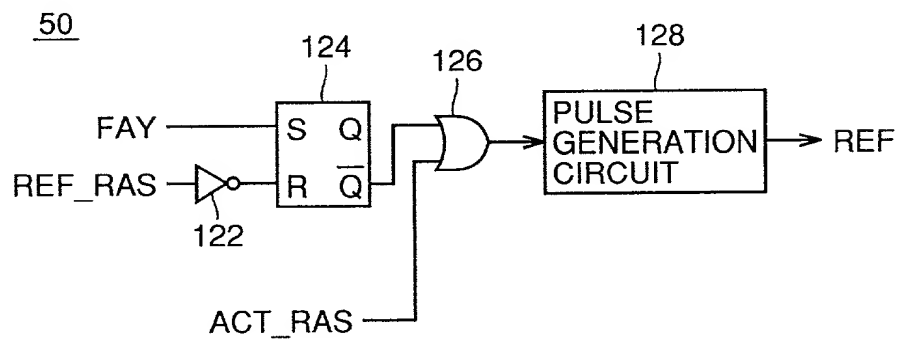 50
124
126
128
FAY
S Q
PULSE
GENERATION
CIRCUIT
REF
REF_RAS
R Q̅
122
ACT_RAS